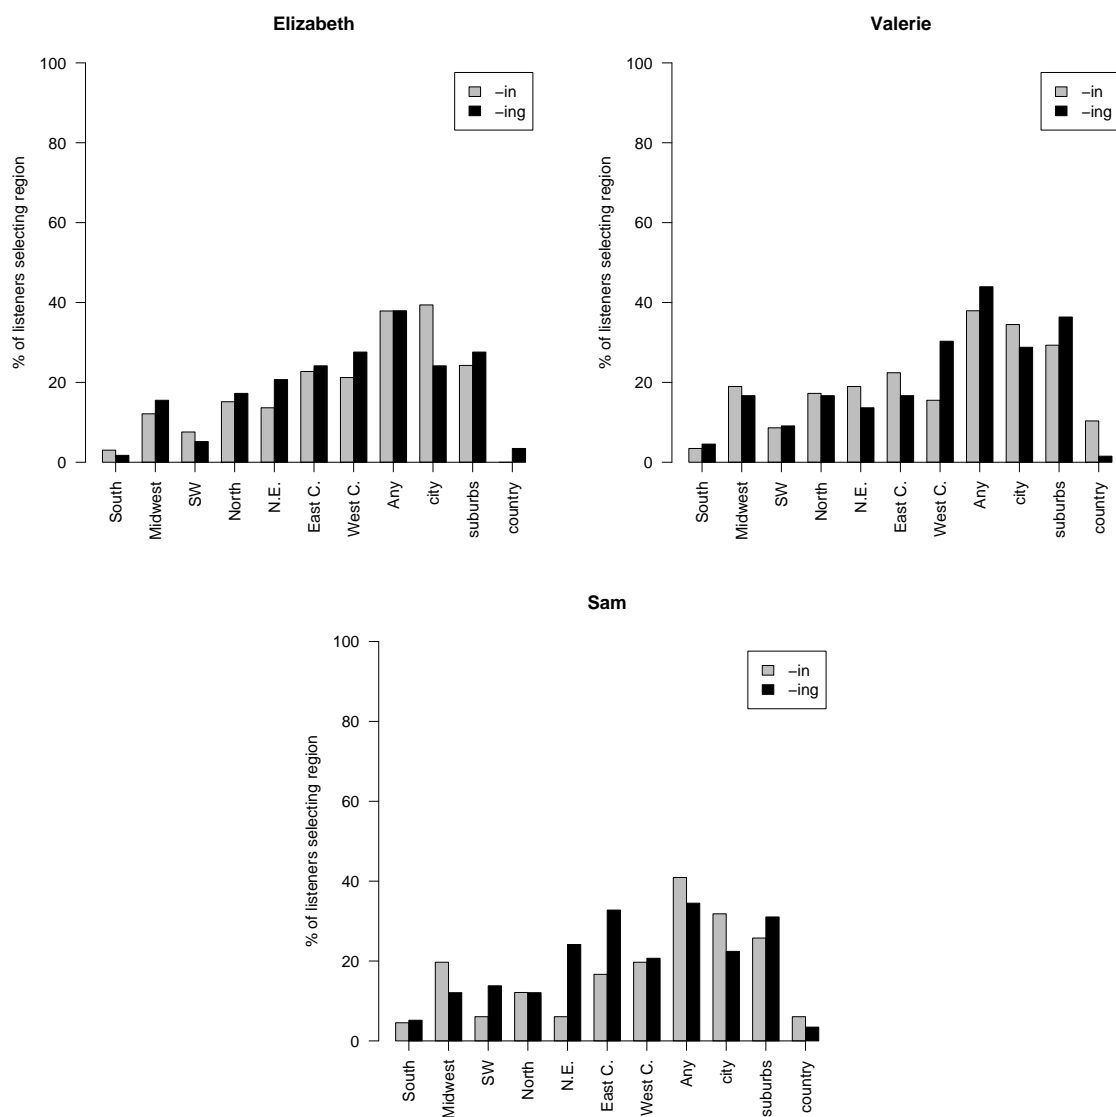 Elizabeth
% of listeners selecting region
100
80
60
40
20
0
–in
–ing
South
Midwest
SW
North
N.E.
East C.
West C.
Any
city
suburbs
country
Valerie
% of listeners selecting region
100
80
60
40
20
0
–in
–ing
South
Midwest
SW
North
N.E.
East C.
West C.
Any
city
suburbs
country
Sam
% of listeners selecting region
100
80
60
40
20
0
–in
–ing
South
Midwest
SW
North
N.E.
East C.
West C.
Any
city
suburbs
country